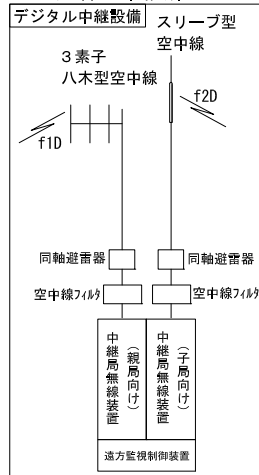 デジタル中継設備
スリーブ型
空中線
3素子
八木型空中線
f1D
f2D
同軸避雷器
同軸避雷器
空中線フィルタ
空中線フィルタ
中継局無線装置
(親局向け)
中継局無線装置
(子局向け)
遠方監視制御装置